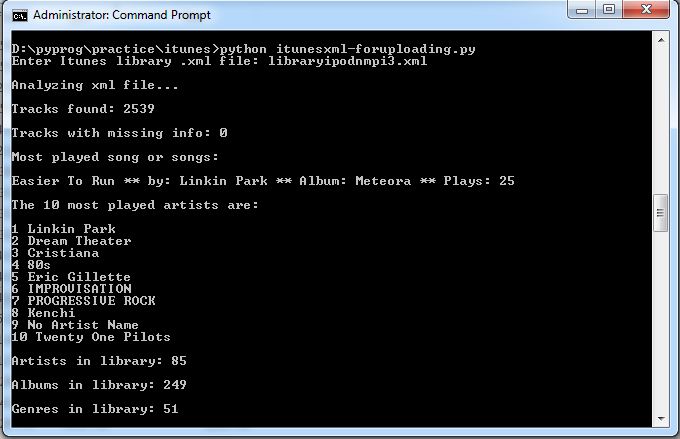 Administrator: Command Prompt
D:\pyprog\practice\itunes>python itunesxml-foruploading.py
Enter Itunes library .xml file: libraryipodnmpi3.xml
Analyzing xml file...
Tracks found: 2539
Tracks with missing info: 0
Most played song or songs:
Easier To Run ** by: Linkin Park ** Album: Meteora ** Plays: 25
The 10 most played artists are:
1 Linkin Park
2 Dream Theater
3 Cristiana
4 80s
5 Eric Gillette
6 IMPROVISATION
7 PROGRESSIVE ROCK
8 Kenchi
9 No Artist Name
10 Twenty One Pilots
Artists in library: 85
Albums in library: 249
Genres in library: 51